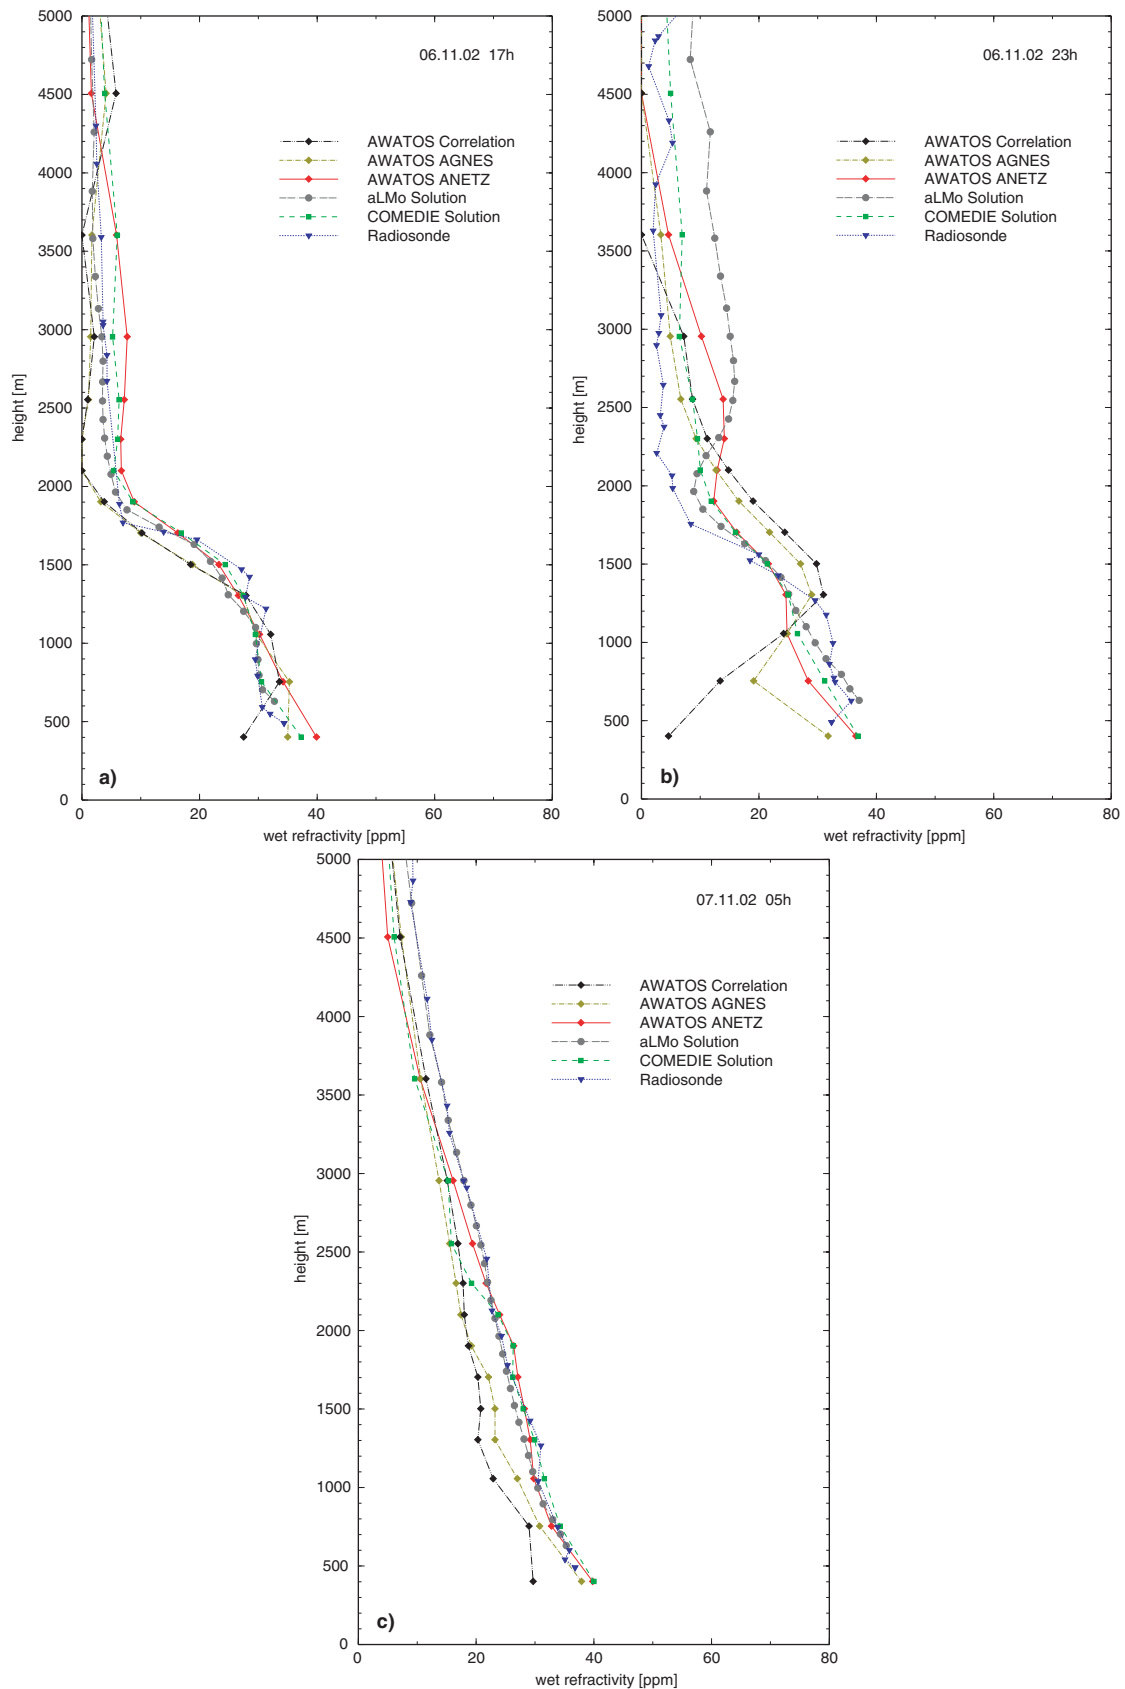 5000
4500
4000
3500
3000
2500
2000
1500
1000
500
0
height [m]
06.11.02 17h
AWATOS Correlation
AWATOS AGNES
AWATOS ANETZ
aLMo Solution
COMEDIE Solution
Radiosonde
a)
0 20 40 60 80
wet refractivity [ppm]
5000
4500
4000
3500
3000
2500
2000
1500
1000
500
0
height [m]
06.11.02 23h
AWATOS Correlation
AWATOS AGNES
AWATOS ANETZ
aLMo Solution
COMEDIE Solution
Radiosonde
b)
0 20 40 60 80
wet refractivity [ppm]
5000
4500
4000
3500
3000
2500
2000
1500
1000
500
0
height [m]
07.11.02 05h
AWATOS Correlation
AWATOS AGNES
AWATOS ANETZ
aLMo Solution
COMEDIE Solution
Radiosonde
c)
0 20 40 60 80
wet refractivity [ppm]